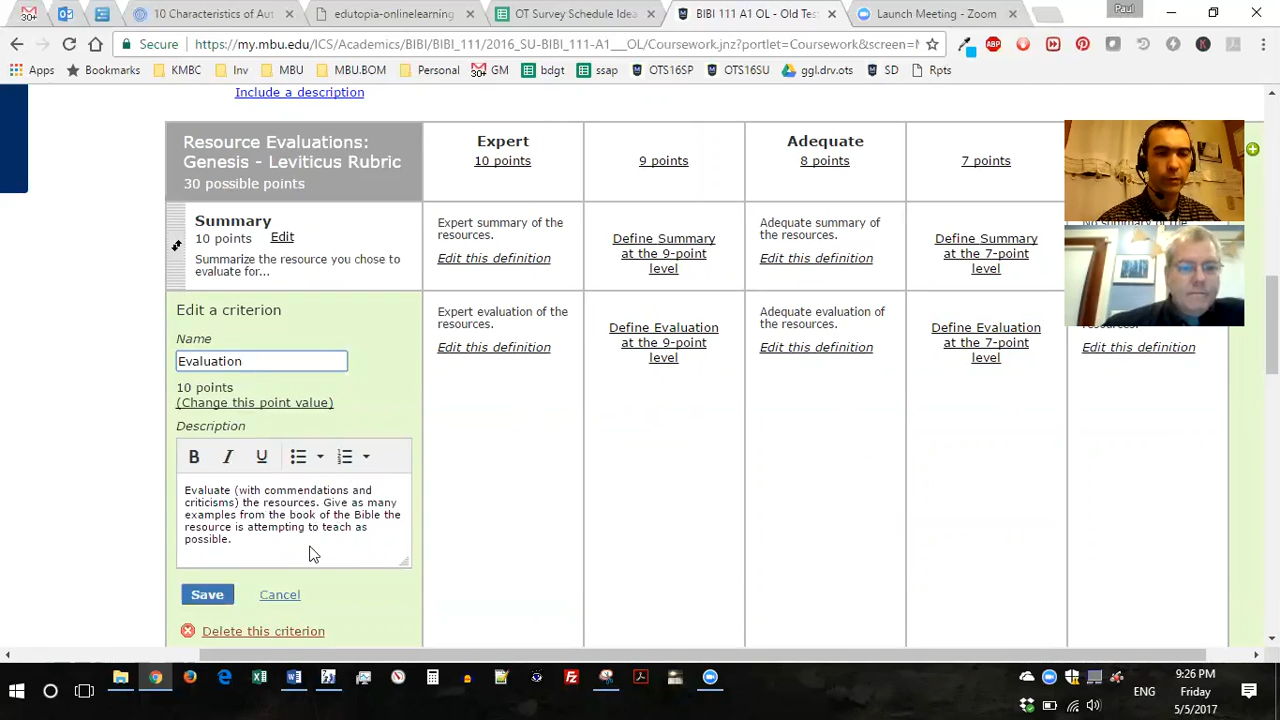 Paul
10 Characteristics of Aut
edutopia-onlinelearning
OT Survey Schedule Idea
BIBI 111 A1 OL - Old Test
Launch Meeting - Zoom
Secure
https://my.mbu.edu/ICS/Academics/BIBI/BIBI_111/2016_SU-BIBI_111-A1___OL/Coursework.jnz?portlet=Coursework&screen=
Apps
Bookmarks
KMBC
Inv
MBU
MBU.BOM
Personal
GM
bdgt
ssap
OTS16SP
OTS16SU
ggl.drv.ots
SD
Rpts
Include a description
Resource Evaluations:
Genesis - Leviticus Rubric
30 possible points
Expert
10 points
9 points
Adequate
8 points
7 points
Summary
10 points Edit
Summarize the resource you chose to
evaluate for...
Expert summary of the
resources.
Edit this definition
Define Summary
at the 9-point
level
Adequate summary of
the resources.
Edit this definition
Define Summary
at the 7-point
level
Edit a criterion
Name
Evaluation
10 points
(Change this point value)
Description
B I U
Evaluate (with commendations and
criticisms) the resources. Give as many
examples from the book of the Bible the
resource is attempting to teach as
possible.
Save
Cancel
Delete this criterion
Expert evaluation of the
resources.
Edit this definition
Define Evaluation
at the 9-point
level
Adequate evaluation of
the resources.
Edit this definition
Define Evaluation
at the 7-point
level
Edit this definition
ENG
9:26 PM
Friday
5/5/2017